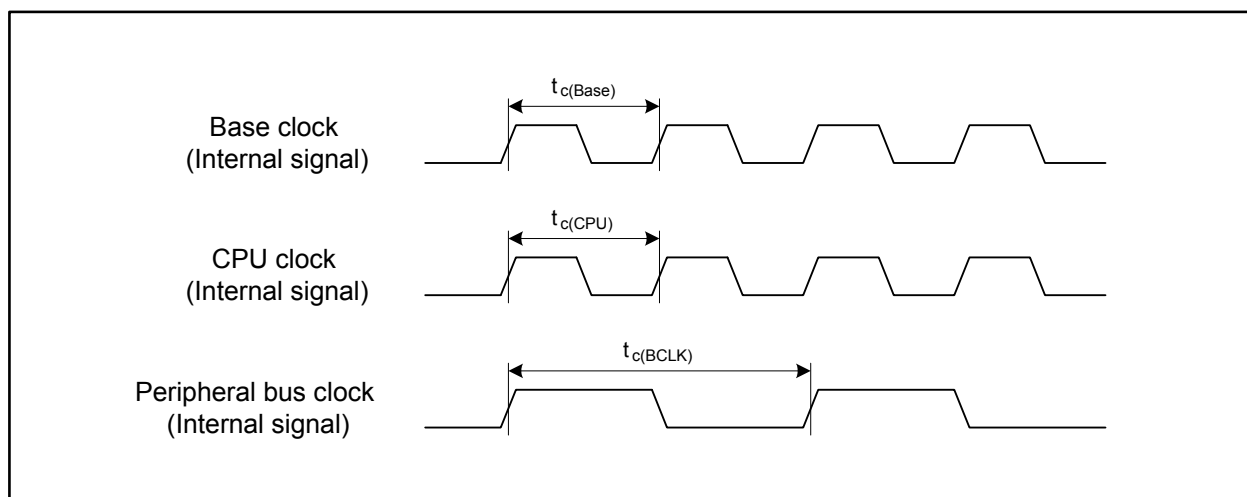 t c(Base)
Base clock
(Internal signal)
t c(CPU)
CPU clock
(Internal signal)
t c(BCLK)
Peripheral bus clock
(Internal signal)